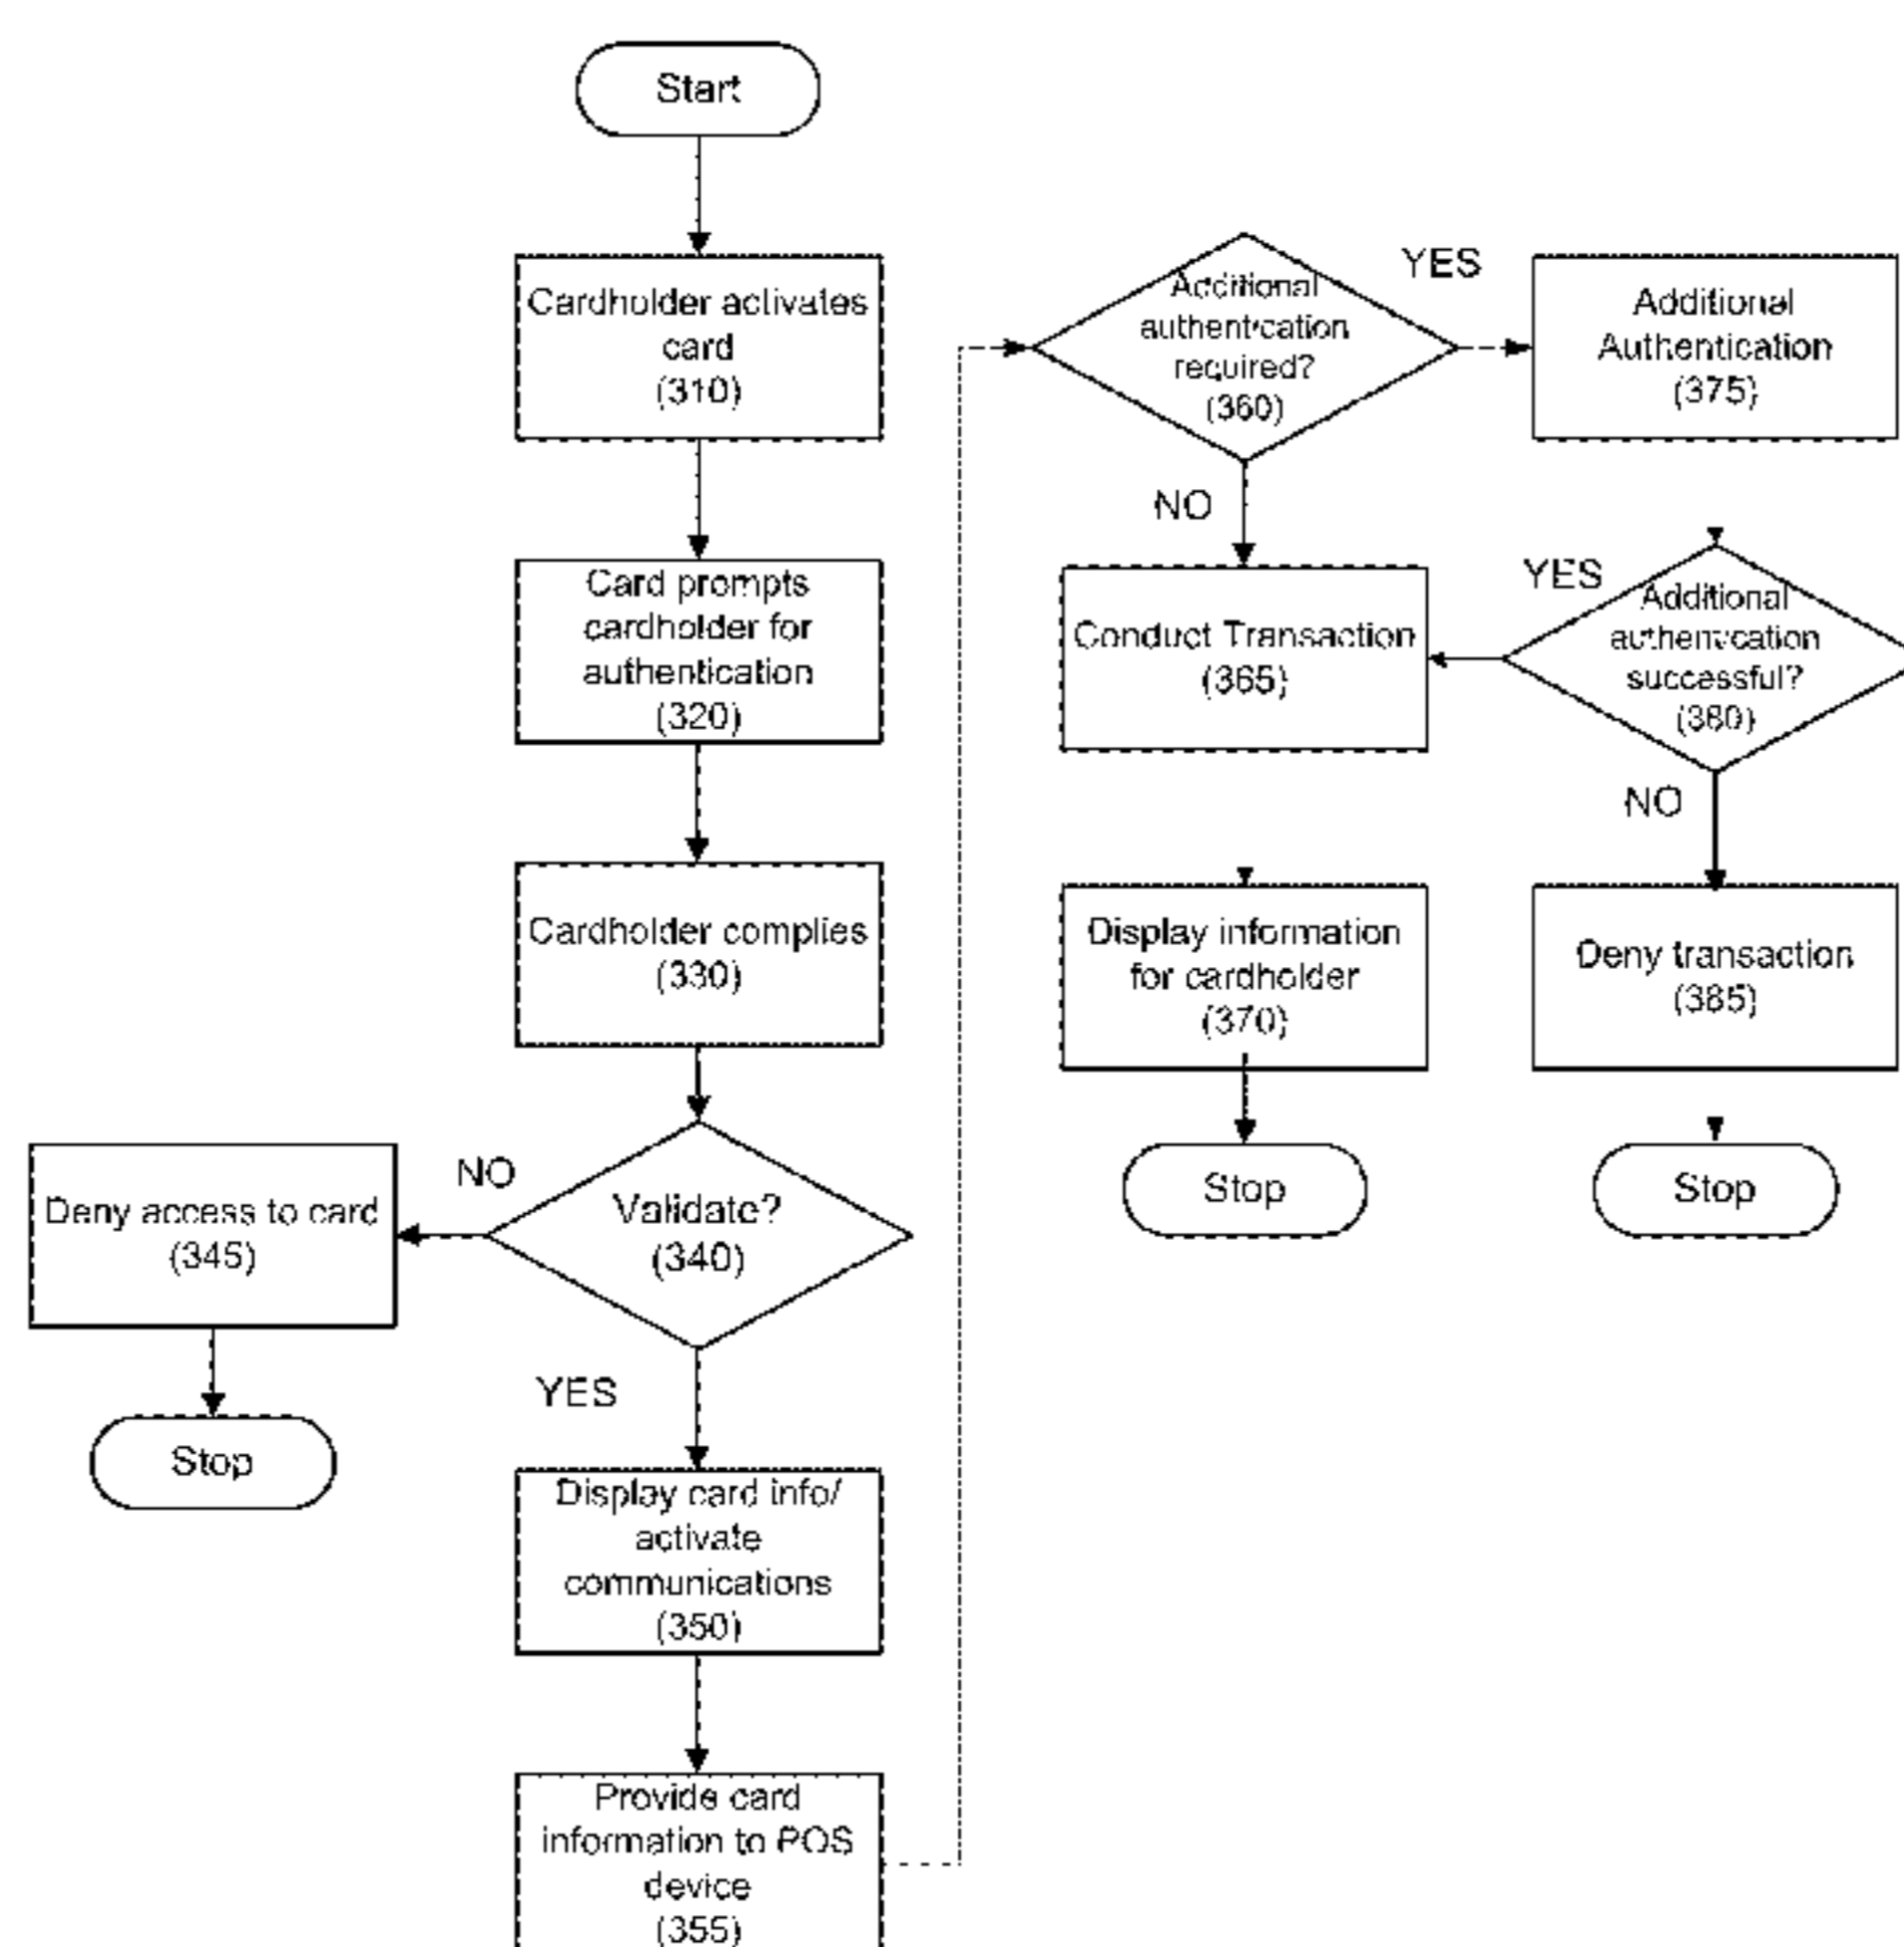 Start
Cardholder activates
card
(310)
Card prompts
cardholder for
authentication
(320)
Cardholder complies
(330)
Validate?
(340)
NO
Deny access to card
(345)
Stop
YES
Display card info/
activate
communications
(350)
Provide card
information to POS
device
(355)
Additional
authentication
required?
(360)
YES
Additional
Authentication
(375)
NO
Conduct Transaction
(365)
YES
Additional
authentication
successful?
(380)
NO
Display information
for cardholder
(370)
Deny transaction
(385)
Stop
Stop